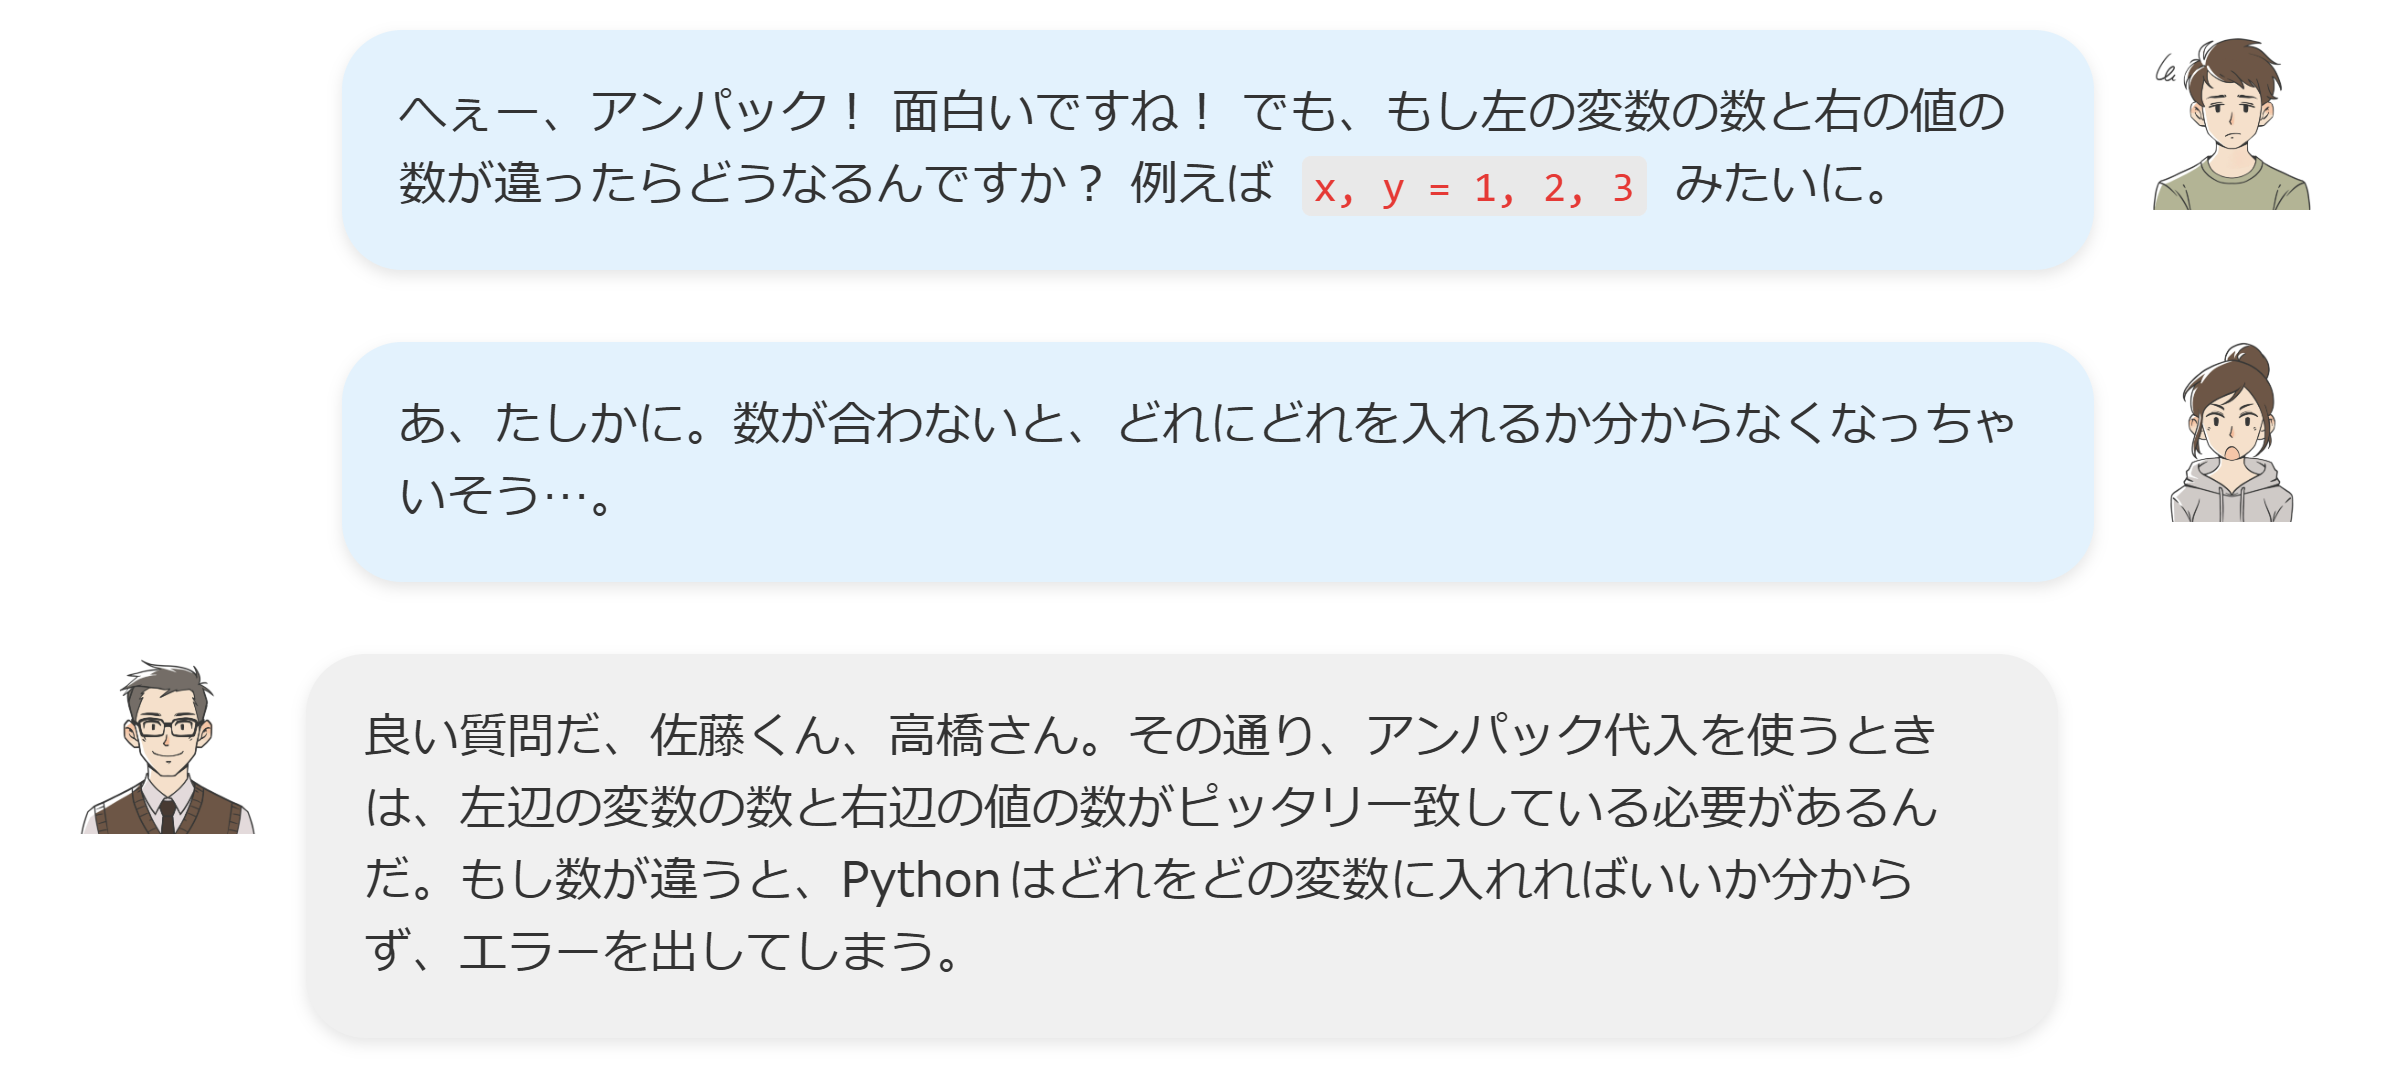 へぇー、アンパック！ 面白いですね！ でも、もし左の変数の数と右の値の
数が違ったらどうなるんですか？ 例えば x, y = 1, 2, 3 みたいに。
あ、たしかに。数が合わないと、どれにどれを入れるか分からなくなっちゃ
いそう…。
良い質問だ、佐藤くん、高橋さん。その通り、アンパック代入を使うとき
は、左辺の変数の数と右辺の値の数がピッタリ一致している必要があるん
だ。もし数が違うと、Pythonはどれをどの変数に入れればいいか分から
ず、エラーを出してしまう。